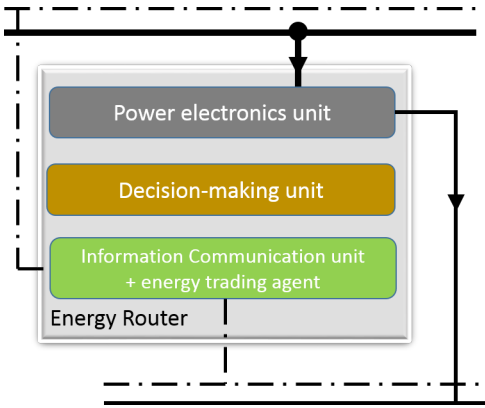 Power electronics unit
Decision-making unit
Information Communication unit
+ energy trading agent
Energy Router